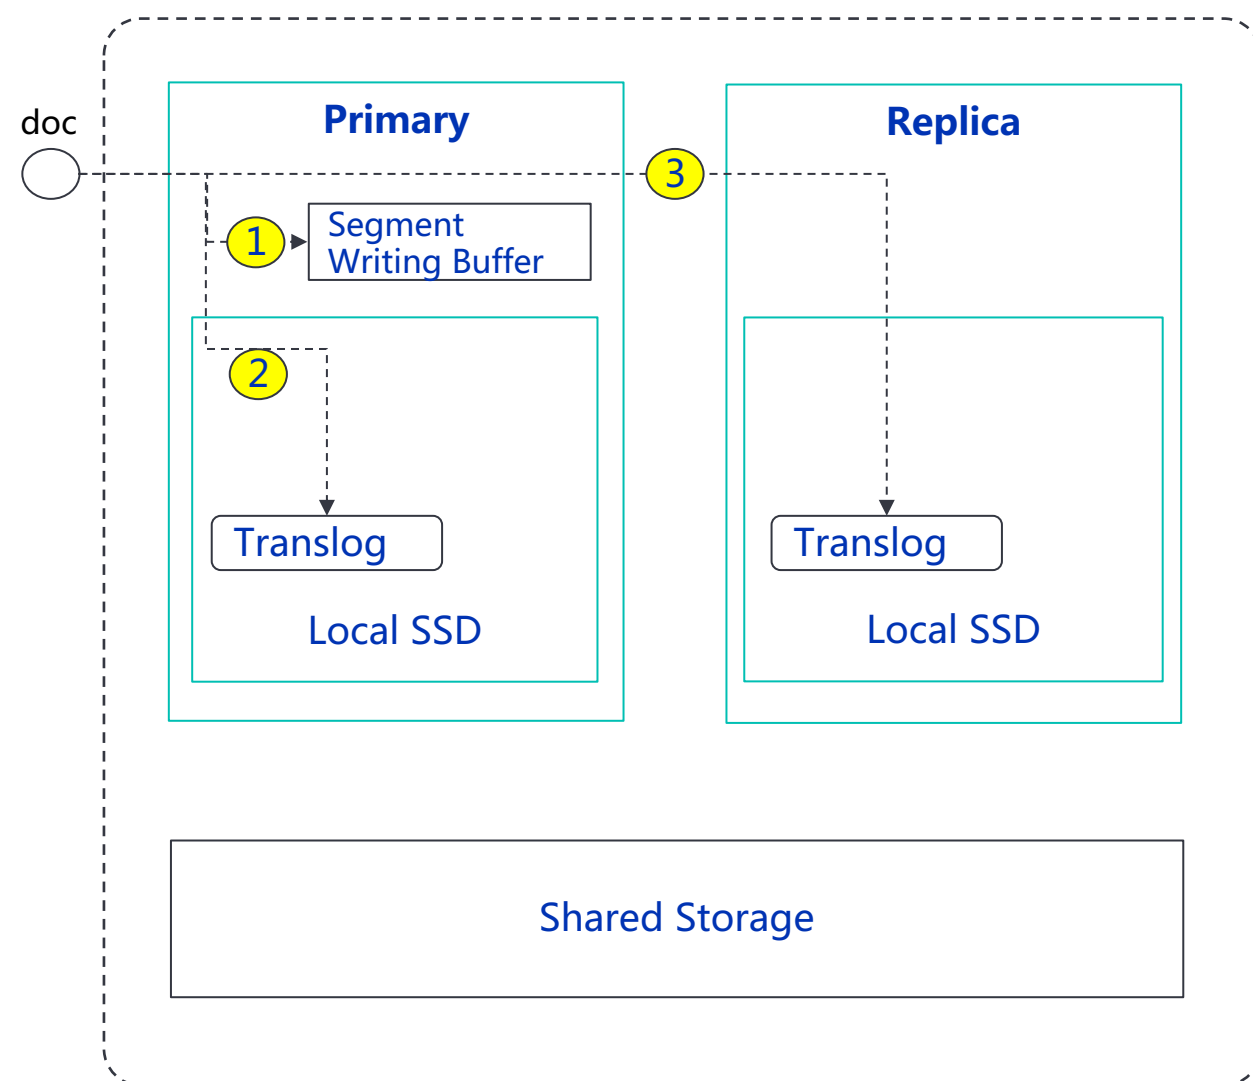 doc
Primary
Replica
3
1
Segment
Writing Buffer
2
Translog
Translog
Local SSD
Local SSD
Shared Storage